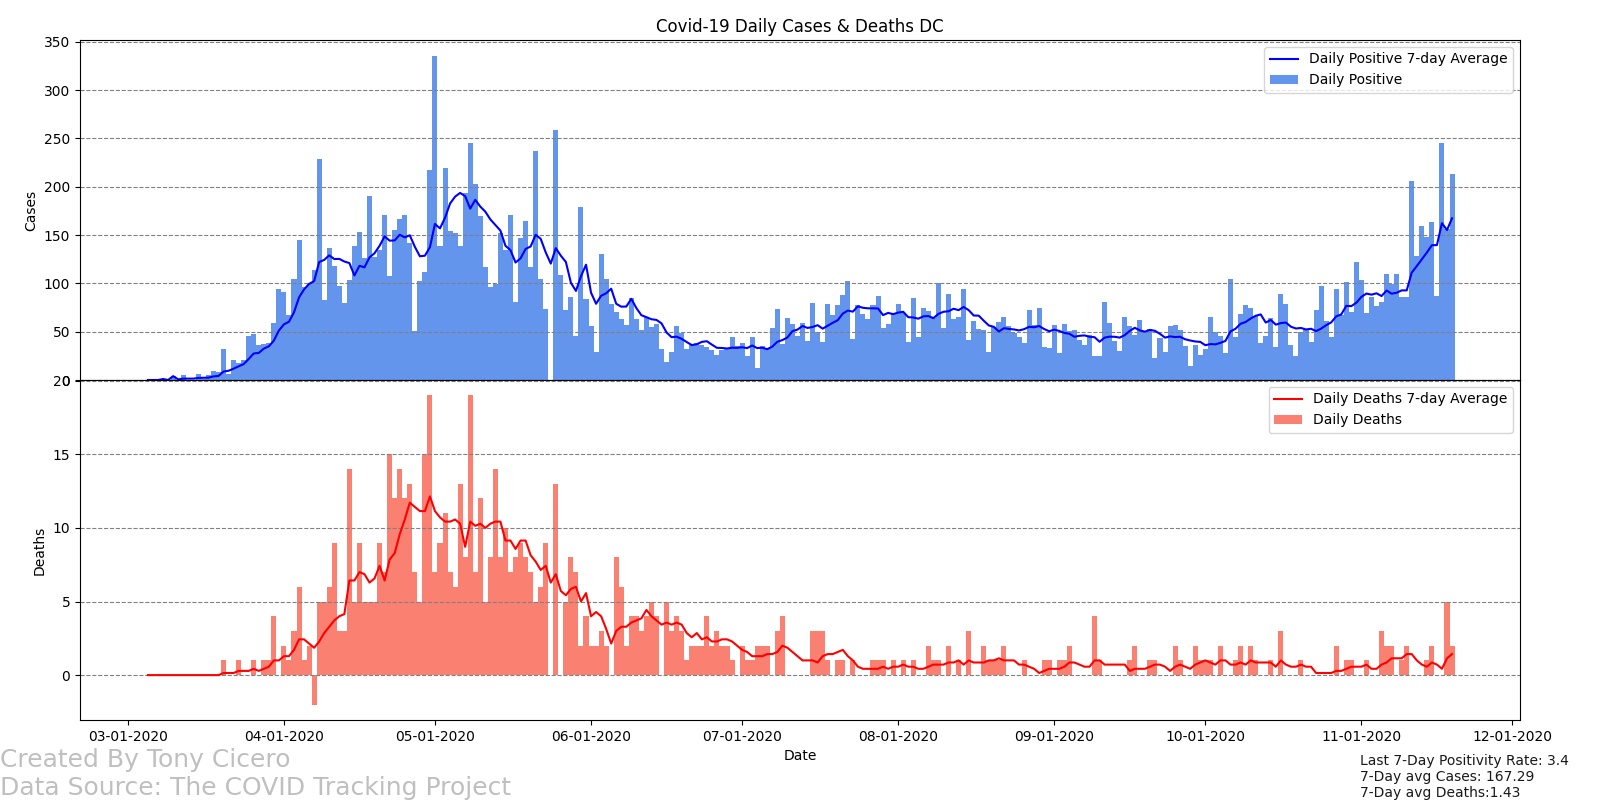 Covid-19 Daily Cases & Deaths DC
350
300
250
200
150
100
50
0
Cases
Daily Positive 7-day Average
Daily Positive
20
15
10
5
0
Deaths
Daily Deaths 7-day Average
Daily Deaths
03-01-2020 04-01-2020 05-01-2020 06-01-2020 07-01-2020 08-01-2020 09-01-2020 10-01-2020 11-01-2020 12-01-2020
Date
Created By Tony Cicero
Data Source: The COVID Tracking Project
Last 7-Day Positivity Rate: 3.4
7-Day avg Cases: 167.29
7-Day avg Deaths:1.43